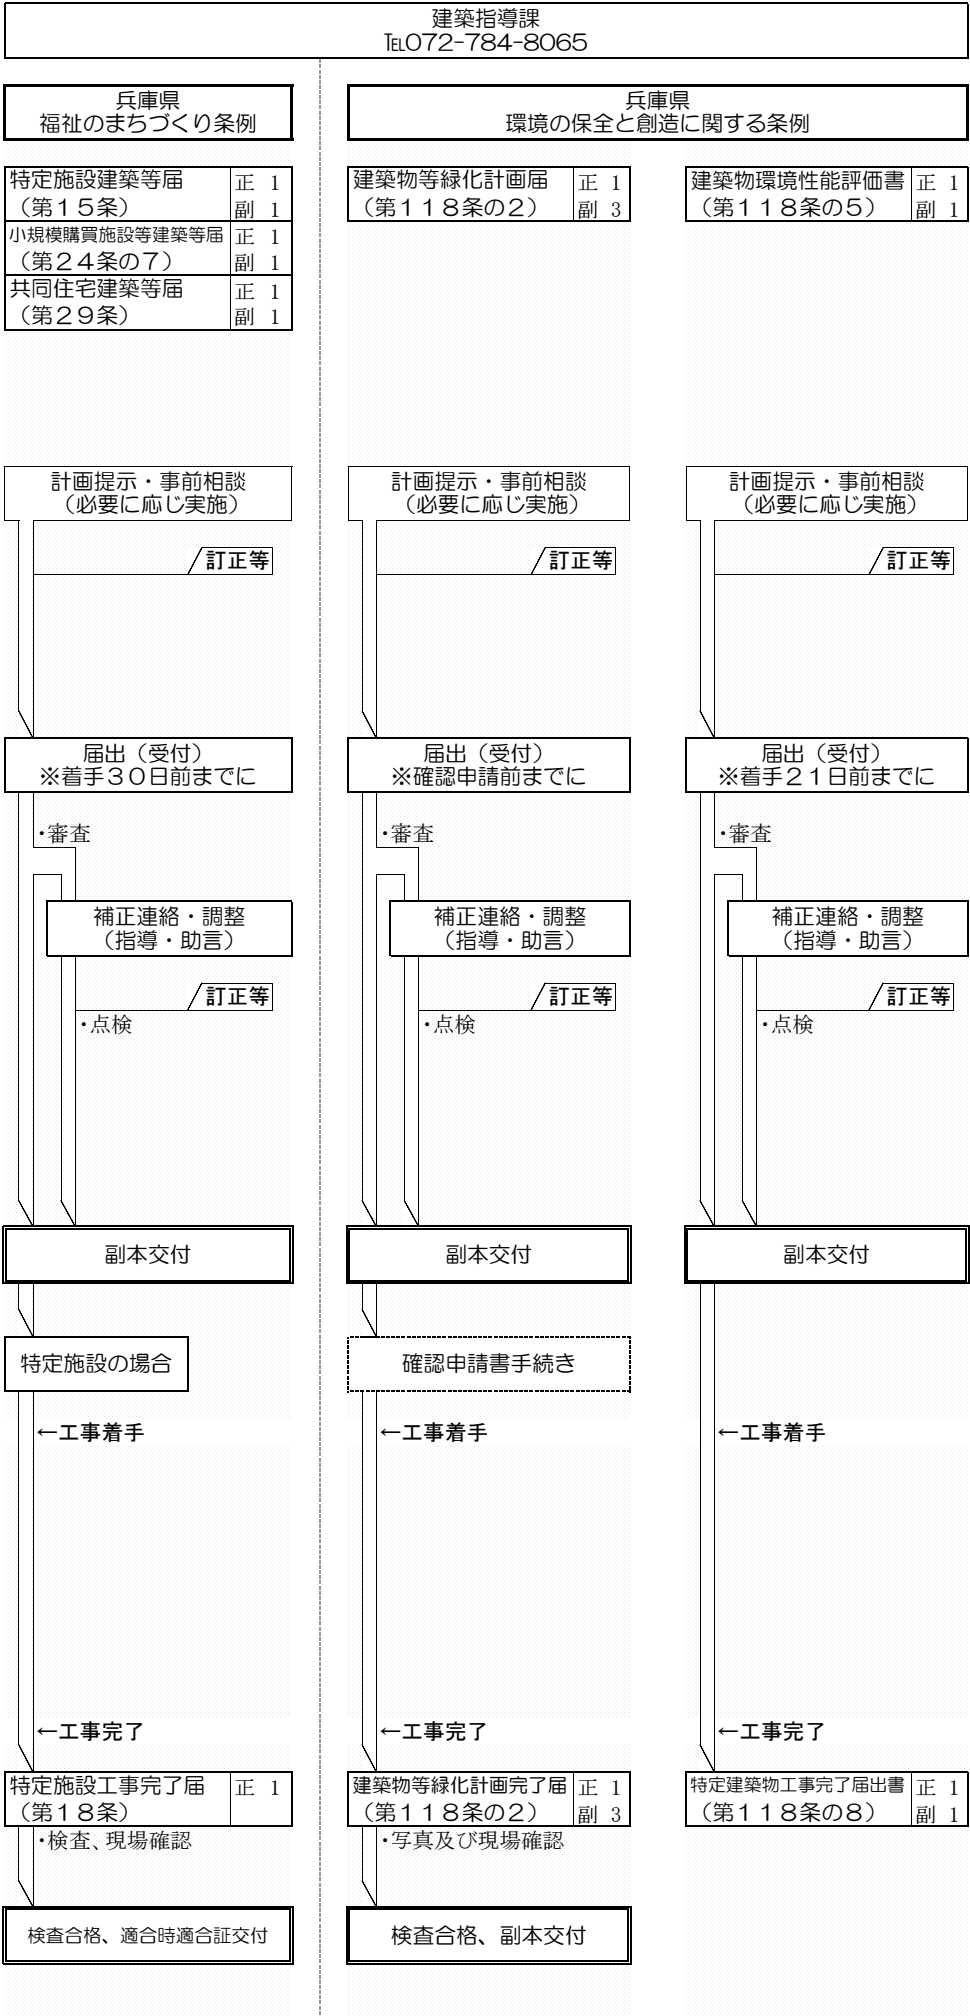 建築指導課
℡072-784-8065
兵庫県
福祉のまちづくり条例
兵庫県
環境の保全と創造に関する条例
特定施設建築等届 正 1
（第１５条） 副 1
小規模購買施設等建築等届 正 1
（第２４条の７） 副 1
共同住宅建築等届 正 1
（第２９条） 副 1
建築物等緑化計画届 正 1
（第１１８条の２） 副 3
建築物環境性能評価書 正 1
（第１１８条の５） 副 1
計画提示・事前相談
（必要に応じ実施）
計画提示・事前相談
（必要に応じ実施）
計画提示・事前相談
（必要に応じ実施）
訂正等
訂正等
訂正等
届出（受付）
※着手３０日前までに
届出（受付）
※確認申請前までに
届出（受付）
※着手２１日前までに
・審査
・審査
・審査
補正連絡・調整
（指導・助言）
補正連絡・調整
（指導・助言）
補正連絡・調整
（指導・助言）
訂正等
訂正等
訂正等
・点検
・点検
・点検
副本交付
副本交付
副本交付
特定施設の場合
確認申請書手続き
←工事着手
←工事着手
←工事着手
←工事完了
←工事完了
←工事完了
特定施設工事完了届 正 1
（第１８条）
建築物等緑化計画完了届 正 1
（第１１８条の２） 副 3
特定建築物工事完了届出書 正 1
（第１１８条の８） 副 1
・検査、現場確認
・写真及び現場確認
検査合格、適合時適合証交付
検査合格、副本交付